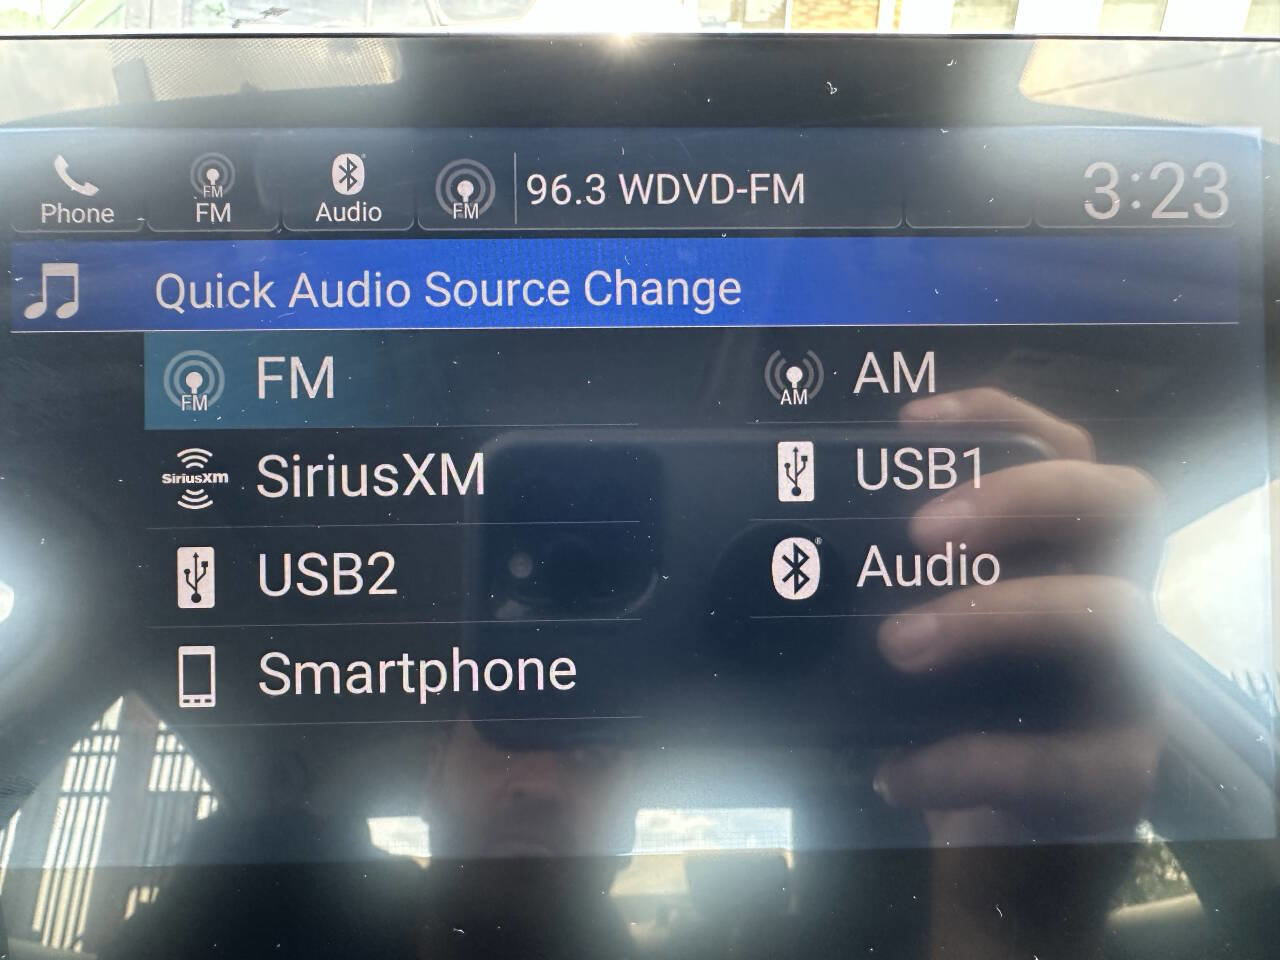 Phone
FM
FM
Audio
FM
96.3 WDVD-FM
3:23
Quick Audio Source Change
FM
FM
AM
AM
SiriusXM
SiriusXM
USB1
USB2
Audio
Smartphone